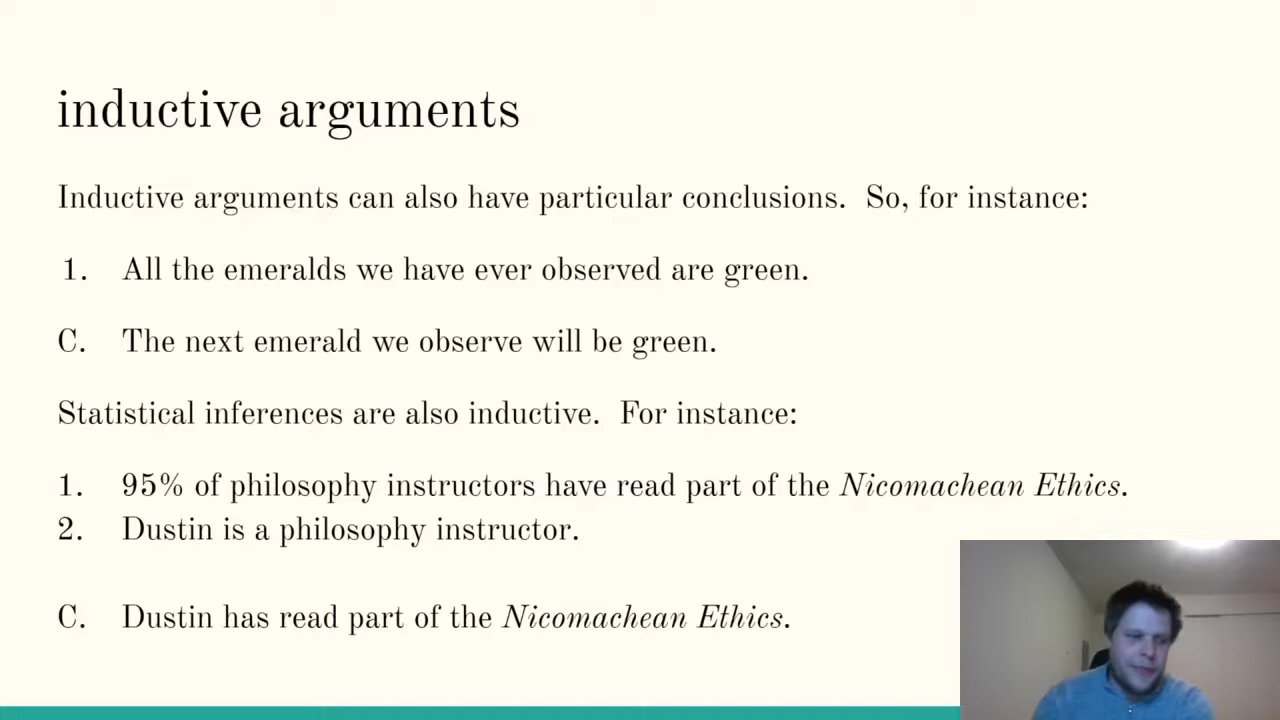 inductive arguments
Inductive arguments can also have particular conclusions.  So, for instance:
1. All the emeralds we have ever observed are green.
C. The next emerald we observe will be green.
Statistical inferences are also inductive.  For instance:
1. 95% of philosophy instructors have read part of the Nicomachean Ethics.
2. Dustin is a philosophy instructor.
C. Dustin has read part of the Nicomachean Ethics.